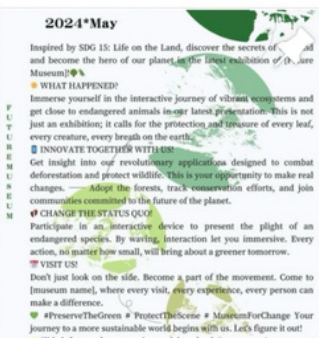 2024*May
Inspired by SDG 15: Life on the Land, discover the secrets of land
and become the hero of our planet in the latest exhibition of [Future
Museum]!
WHAT HAPPENED?
Immerse yourself in the interactive journey of vibrant ecosystems and
get close to endangered animals in our latest presentation. This is not
just an exhibition; it calls for the protection and treasure of every leaf,
every creature, every breath on the earth.
INNOVATE TOGETHER WITH US!
Get insight into our revolutionary applications designed to combat
deforestation and protect wildlife. This is your opportunity to make real
changes. —— Adopt the forests, track conservation efforts, and join
communities committed to the future of the planet.
CHANGE THE STATUS QUO!
Participate in an interactive device to present the plight of an
endangered species. By waving, interaction let you immersive. Every
action, no matter how small, will bring about a greener tomorrow.
VISIT US!
Don't just look on the side. Become a part of the movement. Come to
[museum name], where every visit, every experience, every person can
make a difference.
#PreserveTheGreen # ProtectTheScene # MuseumForChange Your
journey to a more sustainable world begins with us. Let's figure it out!
FUTUREMUSEUM